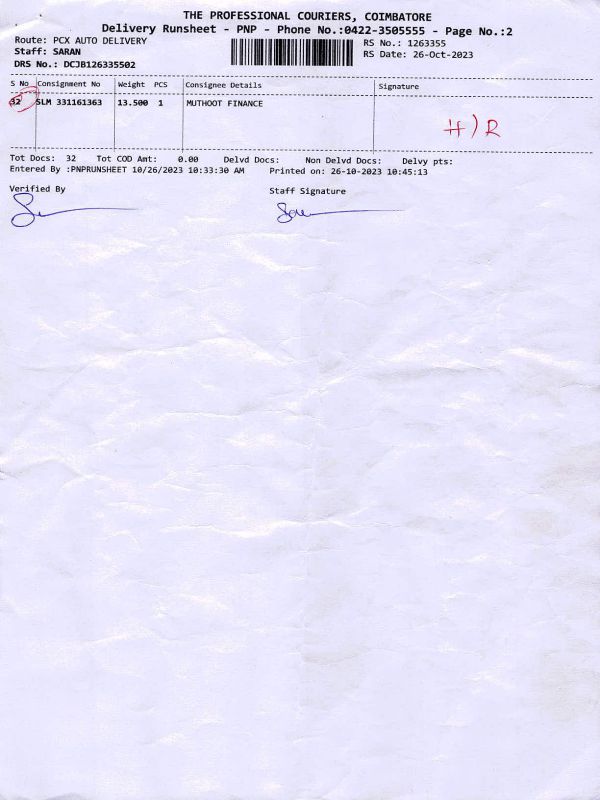 THE PROFESSIONAL COURIERS, COIMBATORE
Delivery Runsheet - PNP - Phone No.:0422-3505555 - Page No.:2
Route: PCX AUTO DELIVERY
RS No.: 1263355
Staff: SARAN
RS Date: 26-Oct-2023
DRS No.: DCJB126335502
S No Consignment No Weight PCS Consignee Details Signature
32 SLM 331161363 13.500 1 MUTHOOT FINANCE
H)R
Tot Docs: 32 Tot COD Amt: 0.00 Delvd Docs: Non Delvd Docs: Delvy pts:
Entered By :PNPRUNSHEET 10/26/2023 10:33:30 AM Printed on: 26-10-2023 10:45:13
Verified By Staff Signature